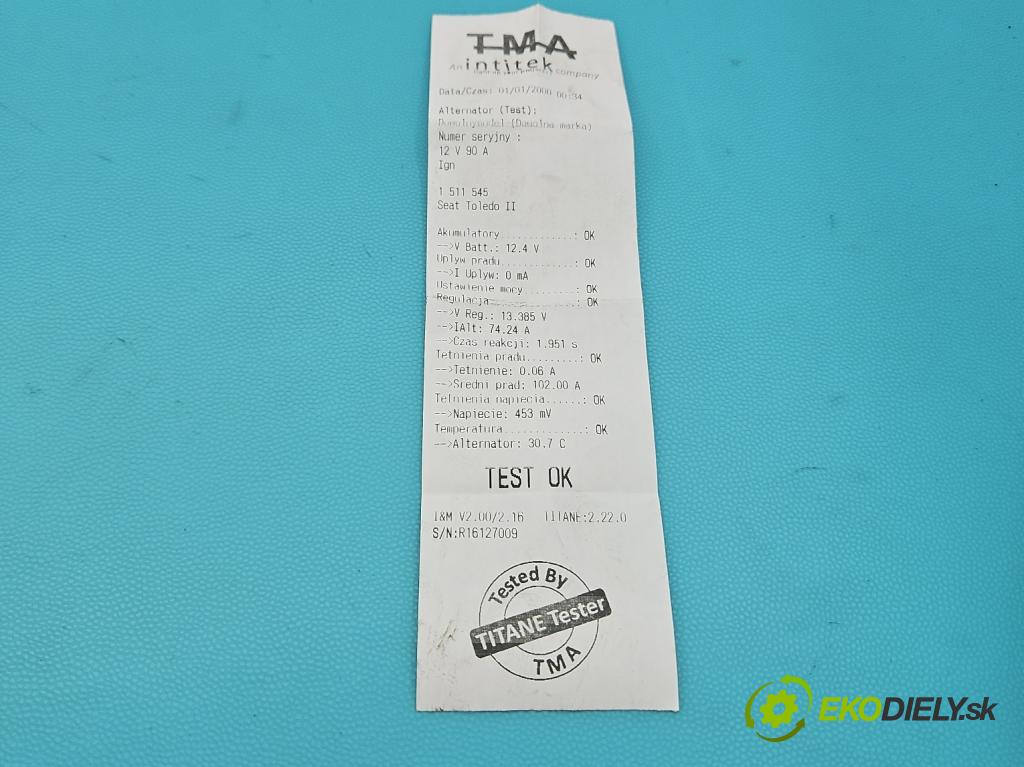 TMA
An intitek company
Data/Czas: 01/01/2000 00:34
Alternator (Test):
Dowolnymodel (Dowolna marka)
Numer seryjny :
12 V 90 A
Ign
1 511 545
Seat Toledo II
Akumulatory............: OK
-->V Batt.: 12.4 V
Uplyw pradu............: OK
-->I Uplyw: 0 mA
Ustawienie mocy........: OK
Regulacja..............: OK
-->V Reg.: 13.385 V
-->IAlt: 74.24 A
-->Czas reakcji: 1.951 s
Tetnienia pradu........: OK
-->Tetnienie: 0.06 A
-->Sredni prad: 102.00 A
Tetnienia napiecia......: OK
-->Napiecie: 453 mV
Temperatura............: OK
-->Alternator: 30.7 C
TEST OK
I&M V2.00/2.16 TITANE:2.22.0
S/N:R16127009
Tested By
TITANE Tester
TMA
EKODIELY.sk